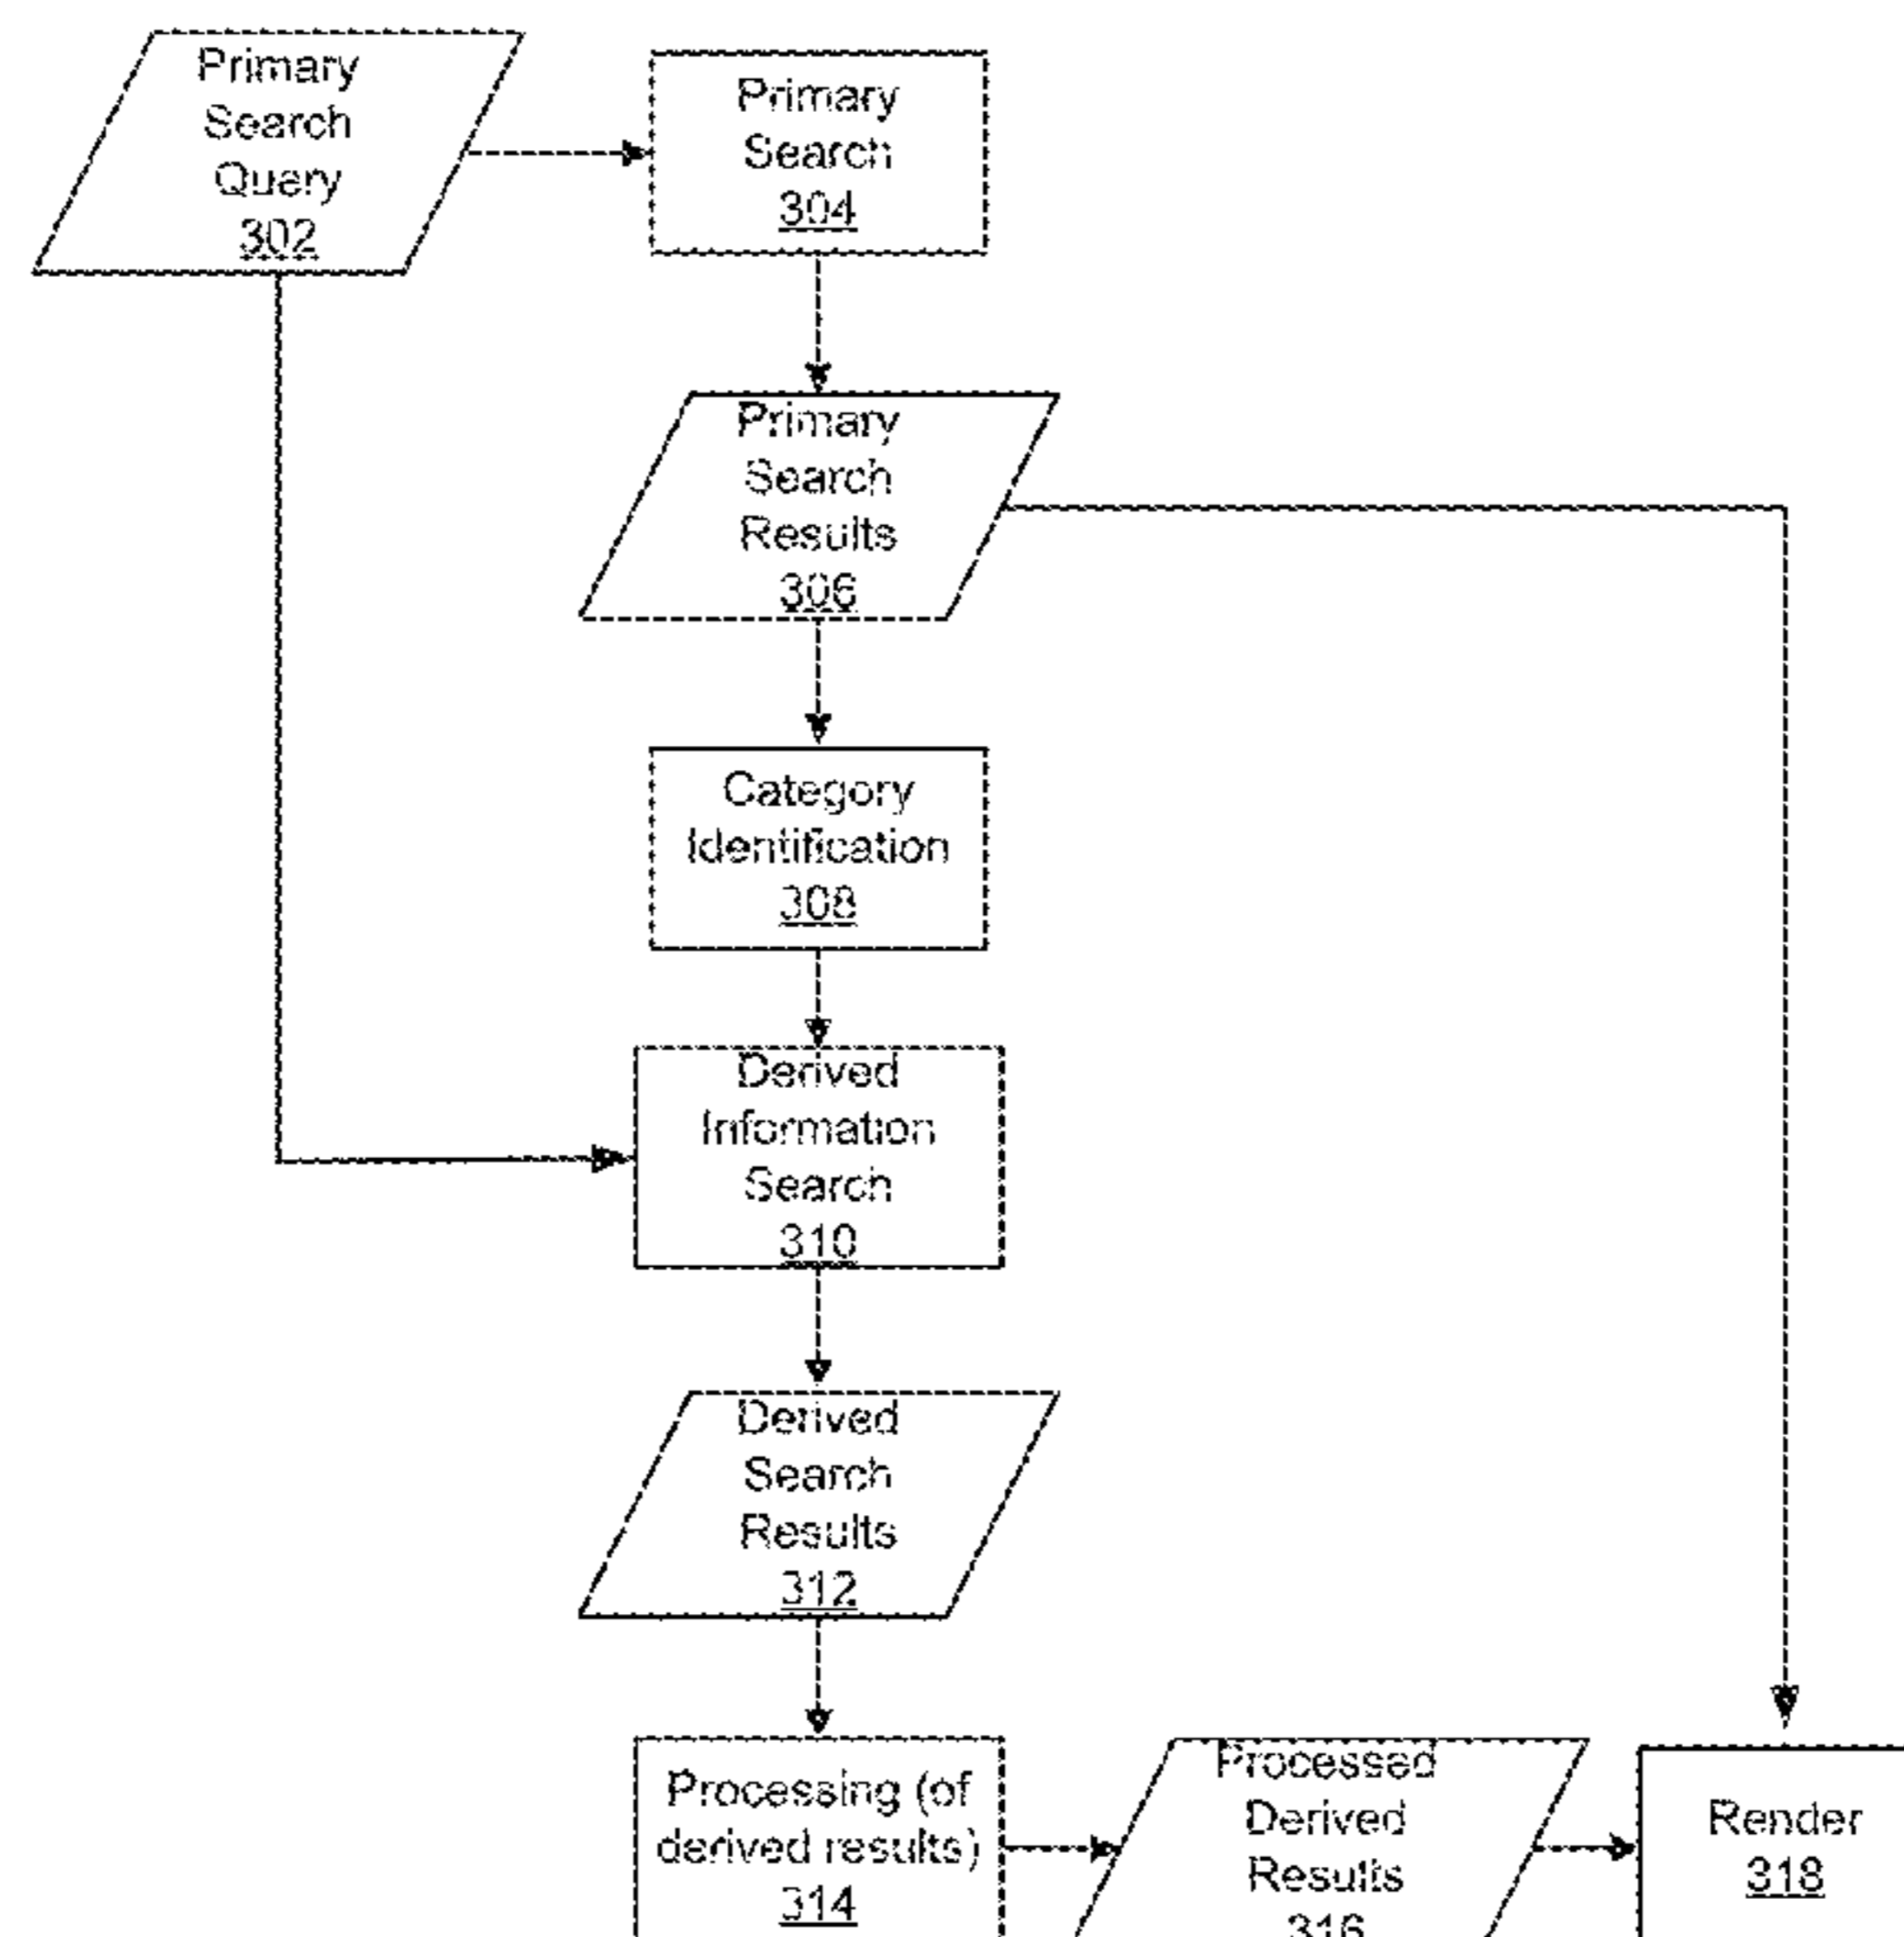 Primary
Search
Query
302
Primary
Search
304
Primary
Search
Results
306
Category
Identification
308
Derived
Information
Search
310
Derived
Search
Results
312
Processing (of
derived results)
314
Processed
Derived
Results
316
Render
318